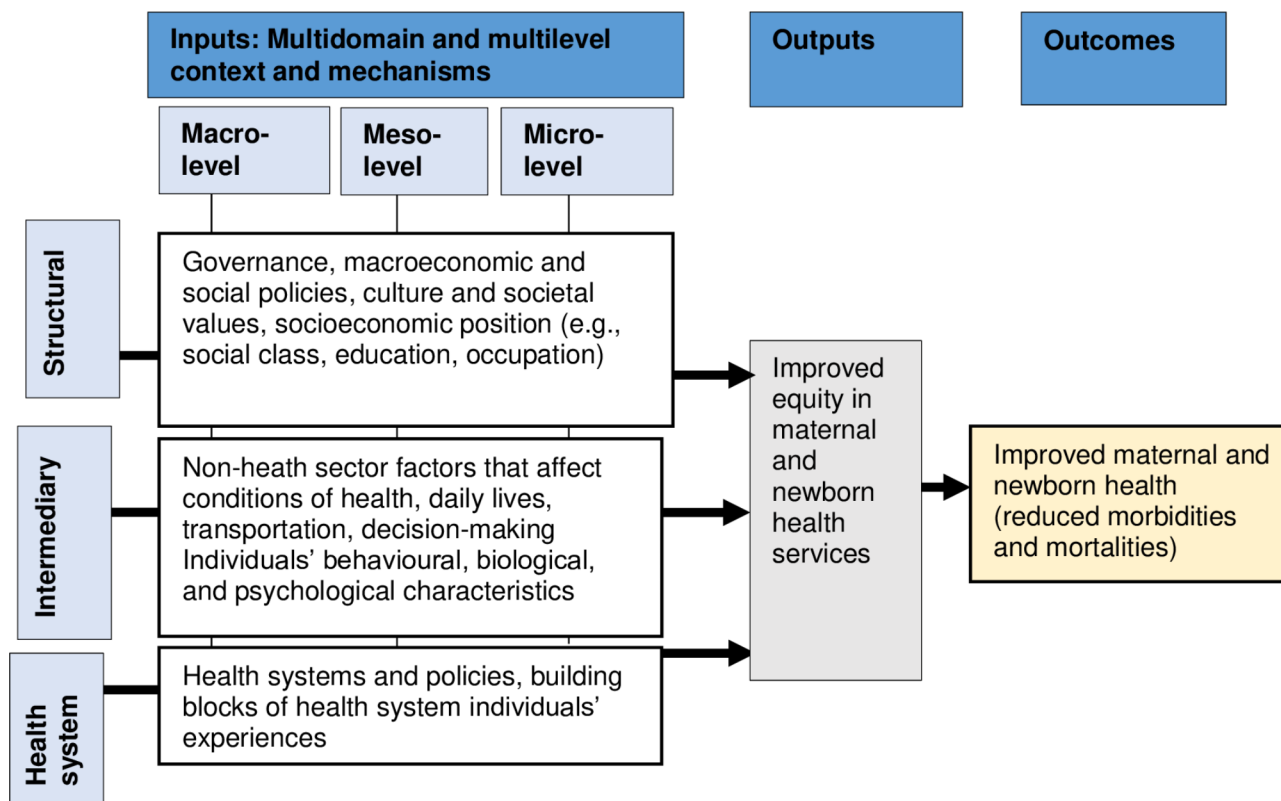 Inputs: Multidomain and multilevel
context and mechanisms
Outputs
Outcomes
Macro-
level
Meso-
level
Micro-
level
Structural
Governance, macroeconomic and
social policies, culture and societal
values, socioeconomic position (e.g.,
social class, education, occupation)
Intermediary
Non-heath sector factors that affect
conditions of health, daily lives,
transportation, decision-making
Individuals’ behavioural, biological,
and psychological characteristics
Health
system
Health systems and policies, building
blocks of health system individuals’
experiences
Improved
equity in
maternal
and
newborn
health
services
Improved maternal and
newborn health
(reduced morbidities
and mortalities)